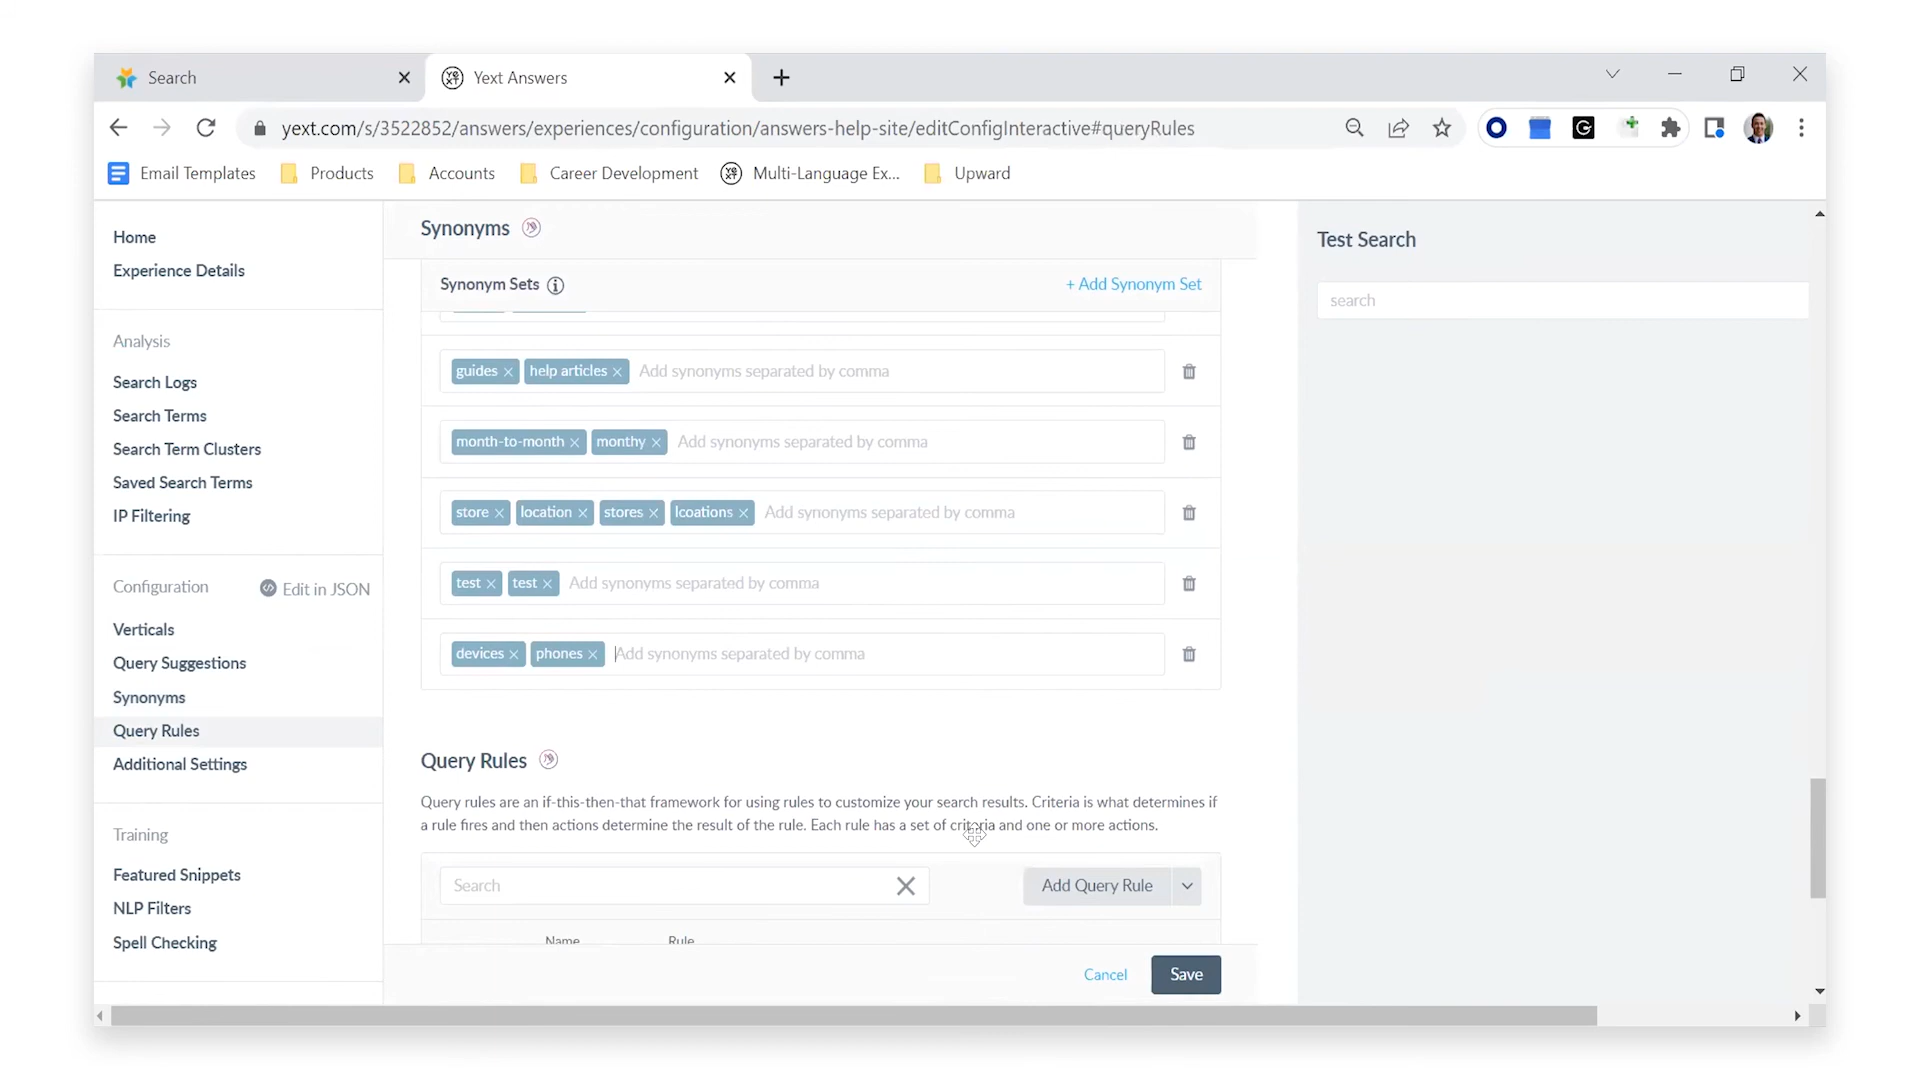 Search
Yext Answers
yext.com/s/3522852/answers/experiences/configuration/answers-help-site/editConfigInteractive#queryRules
Email Templates Products Accounts Career Development Multi-Language Ex... Upward
Home
Experience Details
Analysis
Search Logs
Search Terms
Search Term Clusters
Saved Search Terms
IP Filtering
Configuration Edit in JSON
Verticals
Query Suggestions
Synonyms
Query Rules
Additional Settings
Training
Featured Snippets
NLP Filters
Spell Checking
Synonyms
Synonym Sets + Add Synonym Set
guides help articles Add synonyms separated by comma
month-to-month monthy Add synonyms separated by comma
store location stores lcoations Add synonyms separated by comma
test test Add synonyms separated by comma
devices phones Add synonyms separated by comma
Query Rules
Query rules are an if-this-then-that framework for using rules to customize your search results. Criteria is what determines if
a rule fires and then actions determine the result of the rule. Each rule has a set of criteria and one or more actions.
Search Add Query Rule
Name Rule
Cancel Save
Test Search
search